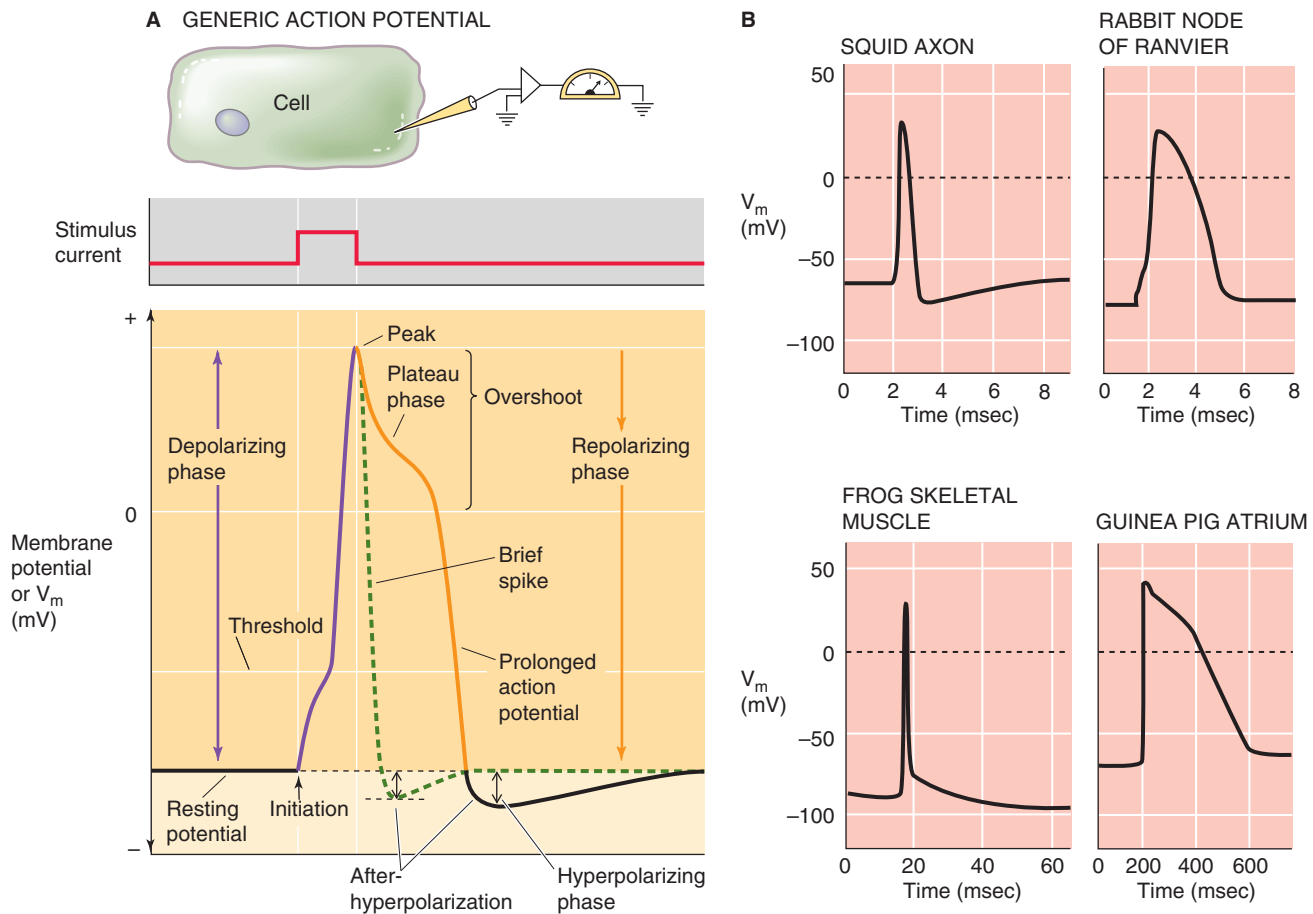 A GENERIC ACTION POTENTIAL
Cell
Stimulus
current
+
Peak
Plateau
phase
Overshoot
Depolarizing
phase
Repolarizing
phase
0
Membrane
potential
or Vm
(mV)
Brief
spike
Threshold
Prolonged
action
potential
Resting
potential
Initiation
–
After-
hyperpolarization
Hyperpolarizing
phase
B
SQUID AXON
50
0
Vm
(mV)
–50
–100
0 2 4 6 8
Time (msec)
RABBIT NODE
OF RANVIER
0 2 4 6 8
Time (msec)
FROG SKELETAL
MUSCLE
50
0
Vm
(mV)
–50
–100
0 20 40 60
Time (msec)
GUINEA PIG ATRIUM
0 200 400 600
Time (msec)